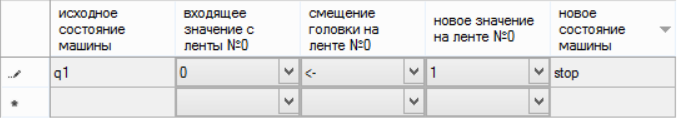 исходное состояние машины
входящее значение с ленты №0
смещение головки на ленте №0
новое значение на ленте №0
новое состояние машины
q1 0 <- 1 stop